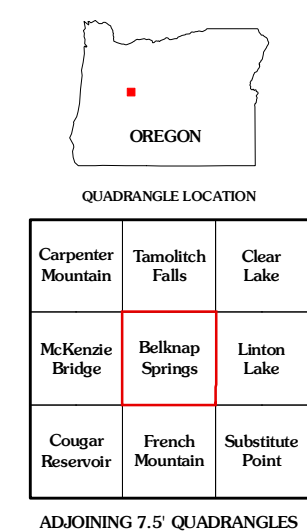 OREGON
QUADRANGLE LOCATION
Carpenter Mountain
Tamolitch Falls
Clear Lake
McKenzie Bridge
Belknap Springs
Linton Lake
Cougar Reservoir
French Mountain
Substitute Point
ADJOINING 7.5' QUADRANGLES